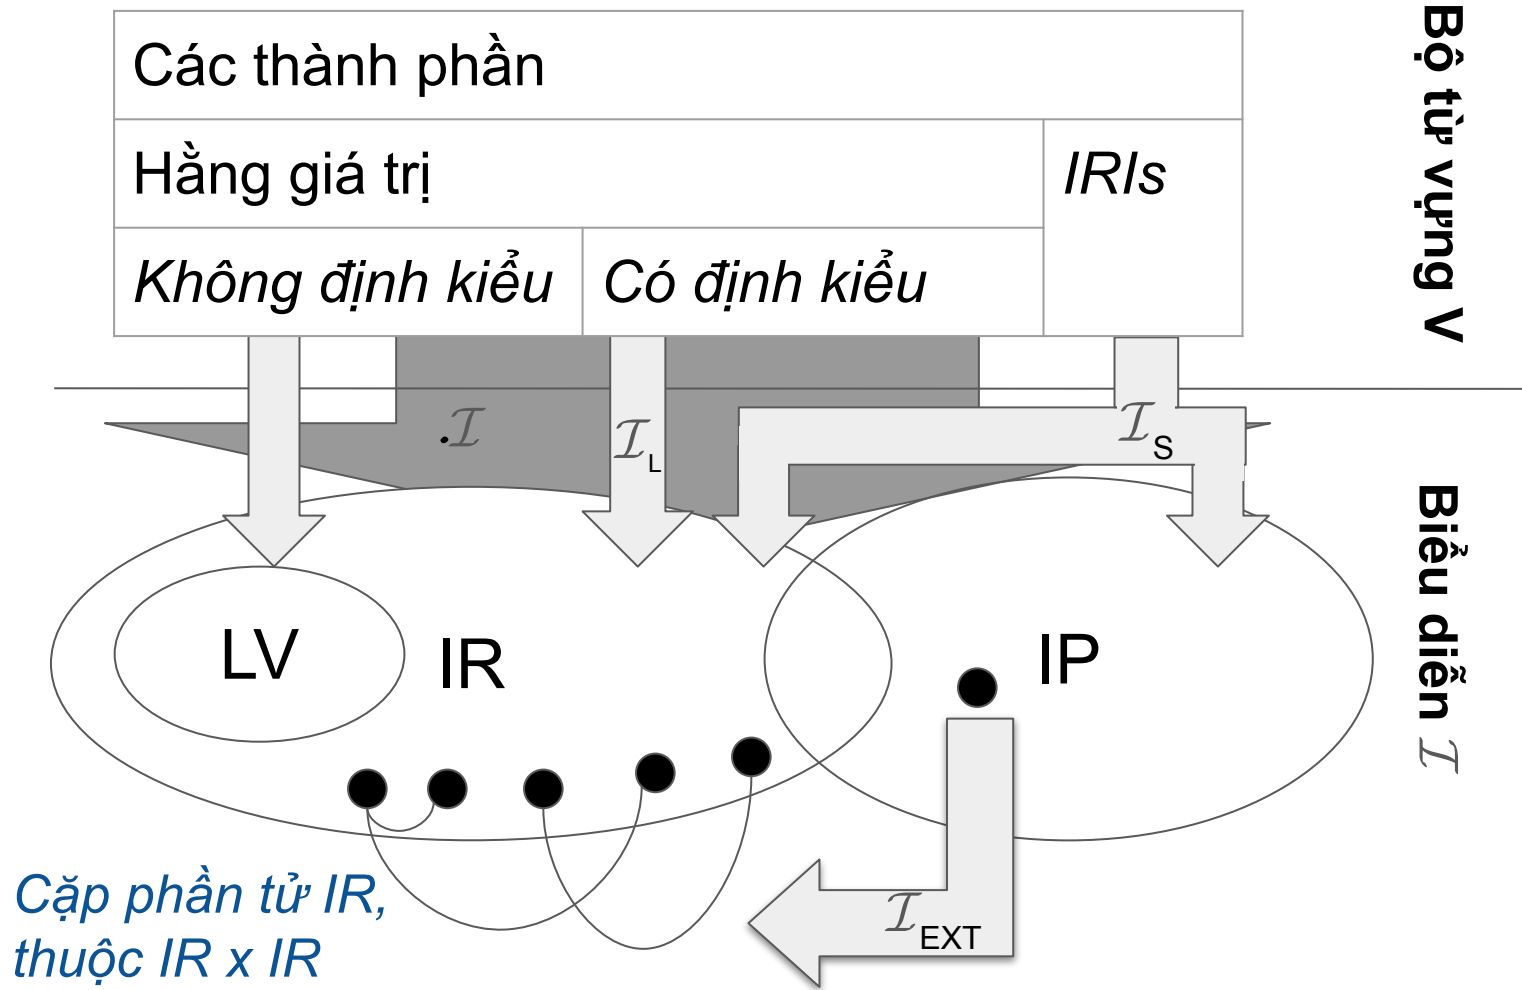 Các thành phần
Hằng giá trị
IRIs
Không định kiểu
Có định kiểu
Bộ từ vựng V
.ℐ
ℐL
ℐS
Biểu diễn ℐ
LV
IR
IP
ℐEXT
Cặp phần tử IR,
thuộc IR x IR